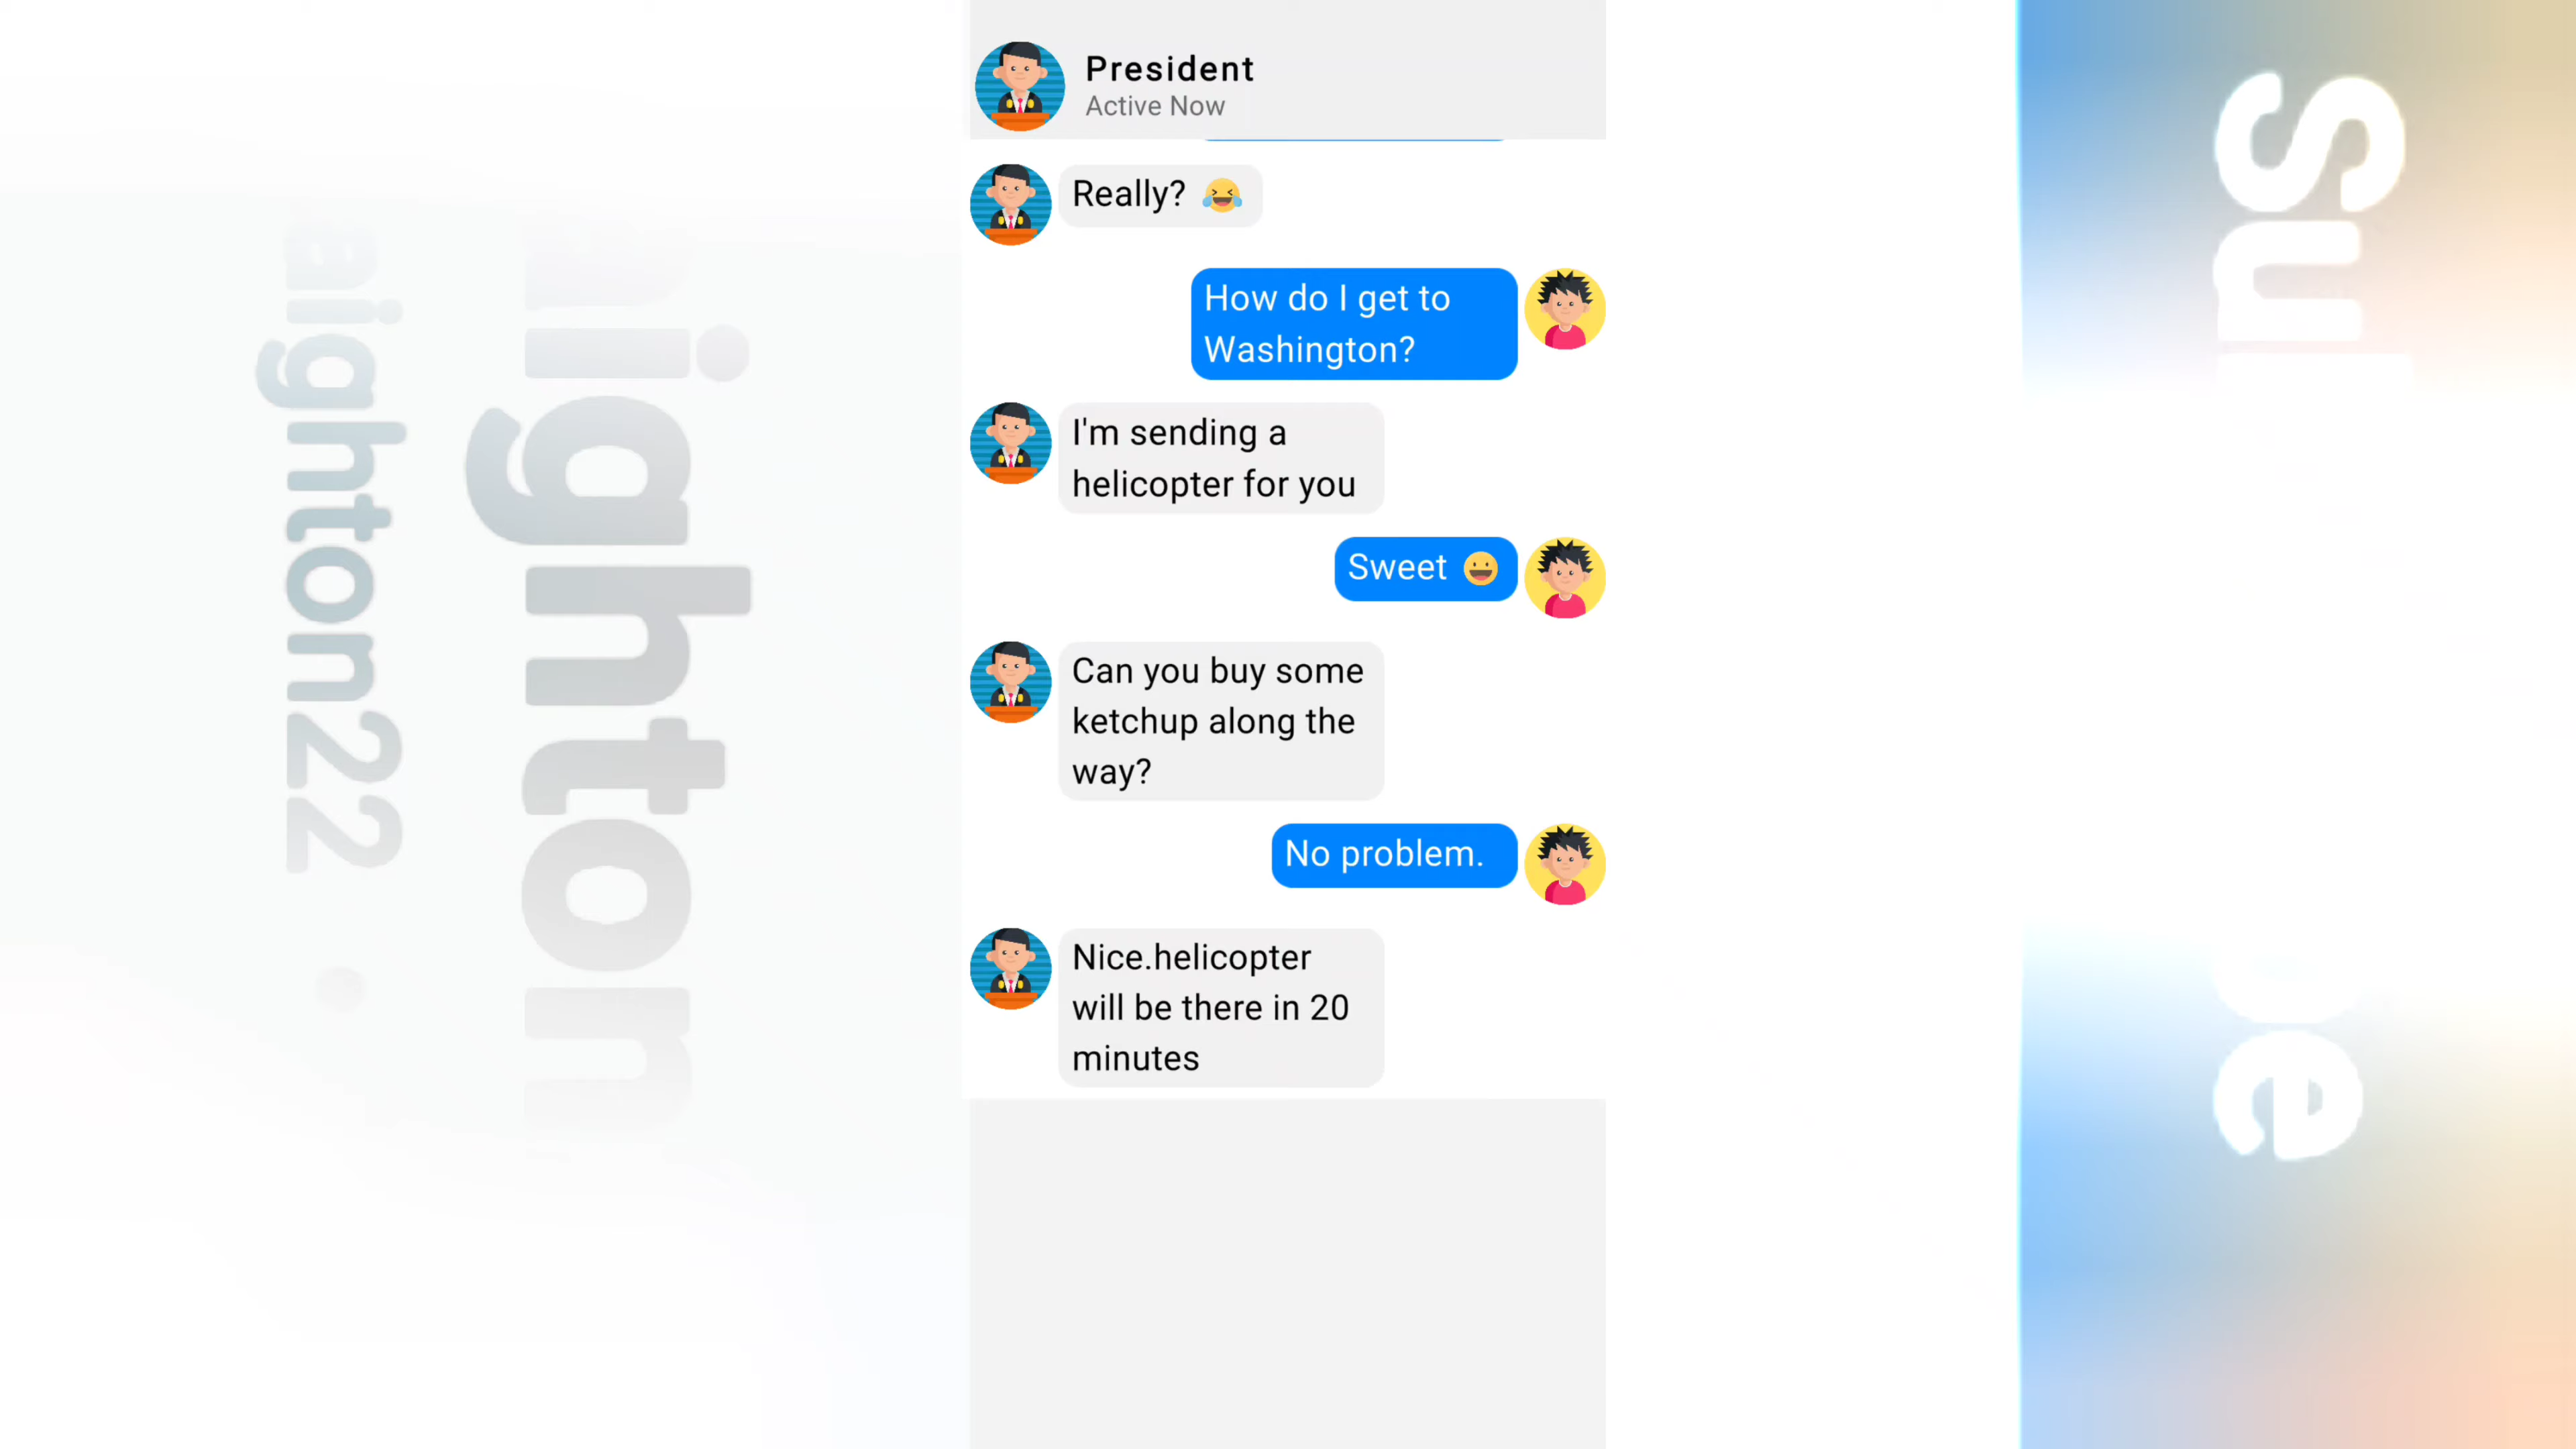 President
Active Now
Really? 😂
How do I get to
Washington?
I'm sending a
helicopter for you
Sweet 😀
Can you buy some
ketchup along the
way?
No problem.
Nice.helicopter
will be there in 20
minutes